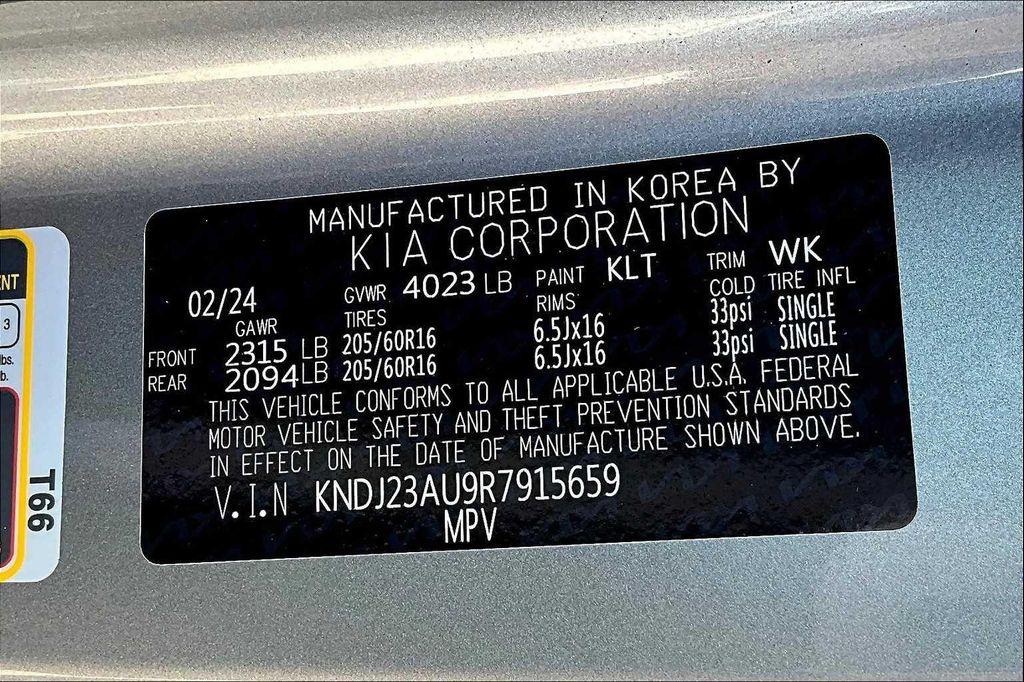 MANUFACTURED IN KOREA BY
KIA CORPORATION
02/24 GVWR 4023 LB PAINT KLT TRIM WK
GAWR TIRES RIMS COLD TIRE INFL
FRONT 2315 LB 205/60R16 6.5Jx16 33psi SINGLE
REAR 2094 LB 205/60R16 6.5Jx16 33psi SINGLE
THIS VEHICLE CONFORMS TO ALL APPLICABLE U.S.A. FEDERAL
MOTOR VEHICLE SAFETY AND THEFT PREVENTION STANDARDS
IN EFFECT ON THE DATE OF MANUFACTURE SHOWN ABOVE.
V.I.N KNDJ23AU9R7915659
MPV
3
lbs.
T66